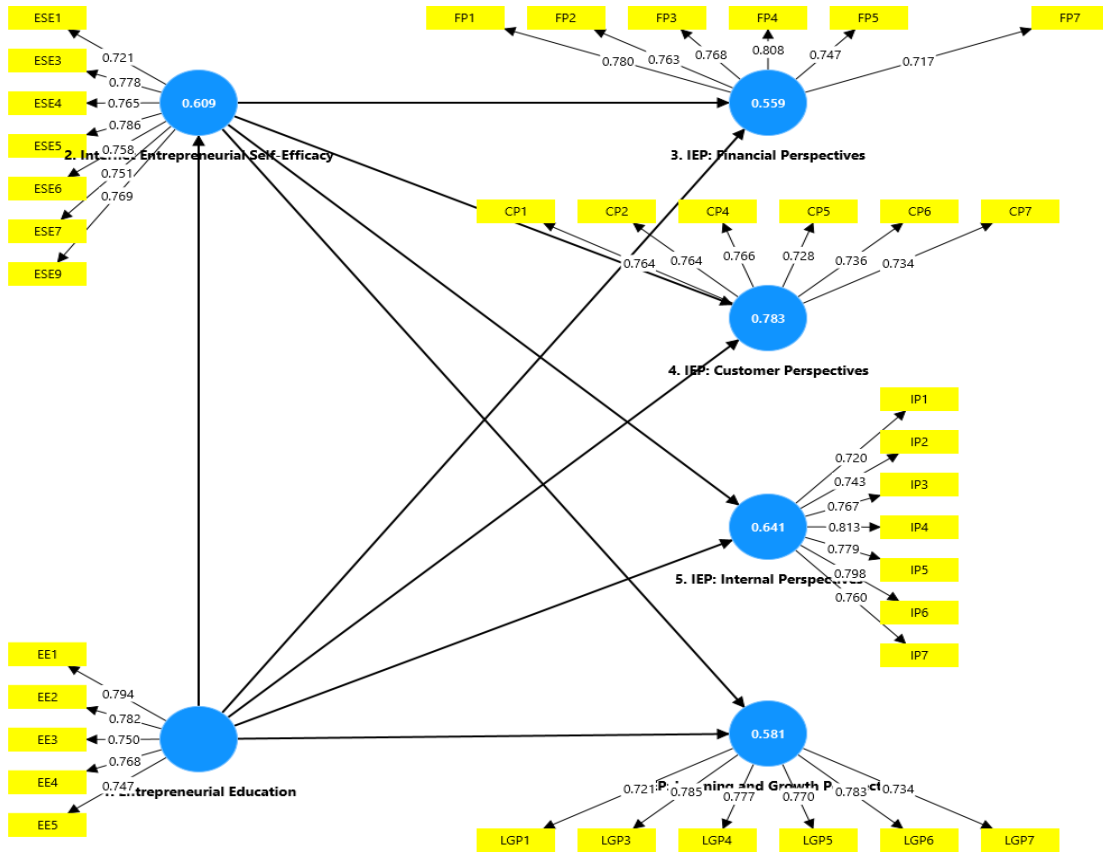 ESE1
ESE3
ESE4
ESE5
ESE6
ESE7
ESE9
0.721
0.778
0.765
0.786
0.758
0.751
0.769
0.609
2. Entrepreneurial Self-Efficacy
FP1
FP2
FP3
FP4
FP5
FP7
0.780
0.763
0.768
0.808
0.747
0.717
0.559
3. IEP: Financial Perspectives
CP1
CP2
CP4
CP5
CP6
CP7
0.764
0.764
0.766
0.728
0.736
0.734
0.783
4. IEP: Customer Perspectives
IP1
IP2
IP3
IP4
IP5
IP6
IP7
0.720
0.743
0.767
0.813
0.779
0.798
0.760
0.641
5. IEP: Internal Perspectives
EE1
EE2
EE3
EE4
EE5
0.794
0.782
0.750
0.768
0.747
Entrepreneurial Education
0.581
and Growth
0.721
0.785
0.777
0.770
0.783
0.734
LGP1
LGP3
LGP4
LGP5
LGP6
LGP7